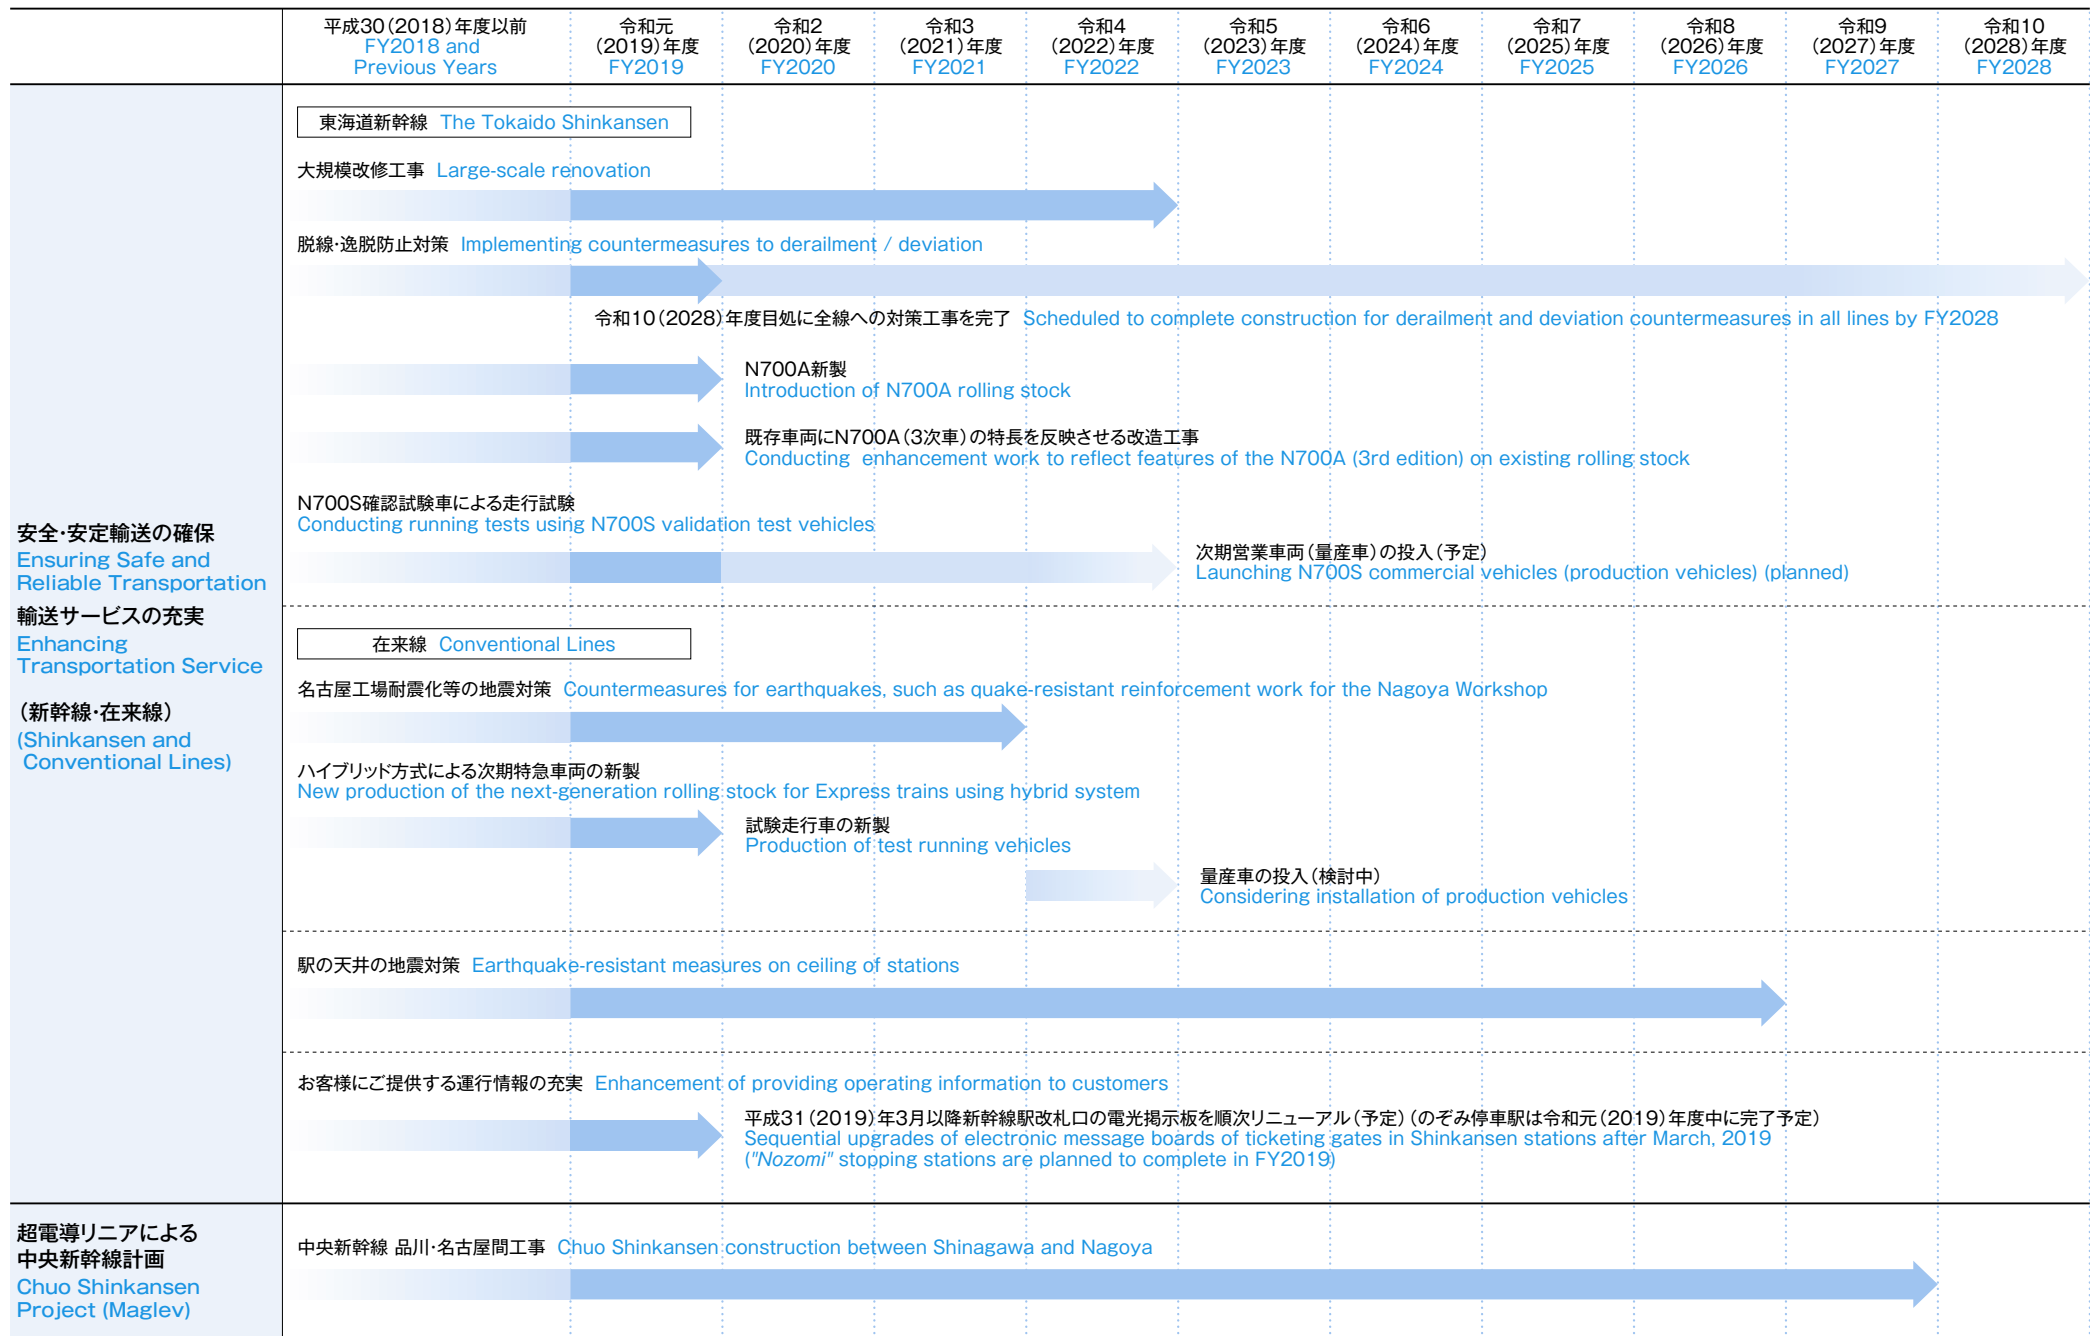 平成30(2018)年度以前
FY2018 and
Previous Years
令和元
(2019)年度
FY2019
令和2
(2020)年度
FY2020
令和3
(2021)年度
FY2021
令和4
(2022)年度
FY2022
令和5
(2023)年度
FY2023
令和6
(2024)年度
FY2024
令和7
(2025)年度
FY2025
令和8
(2026)年度
FY2026
令和9
(2027)年度
FY2027
令和10
(2028)年度
FY2028
安全・安定輸送の確保
Ensuring Safe and
Reliable Transportation
輸送サービスの充実
Enhancing
Transportation Service
(新幹線・在来線)
(Shinkansen and
Conventional Lines)
東海道新幹線 The Tokaido Shinkansen
大規模改修工事 Large-scale renovation
脱線・逸脱防止対策 Implementing countermeasures to derailment / deviation
令和10(2028)年度目処に全線への対策工事を完了 Scheduled to complete construction for derailment and deviation countermeasures in all lines by FY2028
N700A新製
Introduction of N700A rolling stock
既存車両にN700A(3次車)の特長を反映させる改造工事
Conducting enhancement work to reflect features of the N700A (3rd edition) on existing rolling stock
N700S確認試験車による走行試験
Conducting running tests using N700S validation test vehicles
次期営業車両(量産車)の投入(予定)
Launching N700S commercial vehicles (production vehicles) (planned)
在来線 Conventional Lines
名古屋工場耐震化等の地震対策 Countermeasures for earthquakes, such as quake-resistant reinforcement work for the Nagoya Workshop
ハイブリッド方式による次期特急車両の新製
New production of the next-generation rolling stock for Express trains using hybrid system
試験走行車の新製
Production of test running vehicles
量産車の投入(検討中)
Considering installation of production vehicles
駅の天井の地震対策 Earthquake-resistant measures on ceiling of stations
お客様にご提供する運行情報の充実 Enhancement of providing operating information to customers
平成31(2019)年3月以降新幹線駅改札口の電光掲示板を順次リニューアル(予定)(のぞみ停車駅は令和元(2019)年度中に完了予定)
Sequential upgrades of electronic message boards of ticketing gates in Shinkansen stations after March, 2019
("Nozomi" stopping stations are planned to complete in FY2019)
超電導リニアによる
中央新幹線計画
Chuo Shinkansen
Project (Maglev)
中央新幹線 品川・名古屋間工事 Chuo Shinkansen construction between Shinagawa and Nagoya